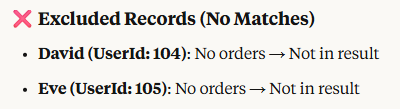 ❌ Excluded Records (No Matches)
• David (UserId: 104): No orders → Not in result
• Eve (UserId: 105): No orders → Not in result